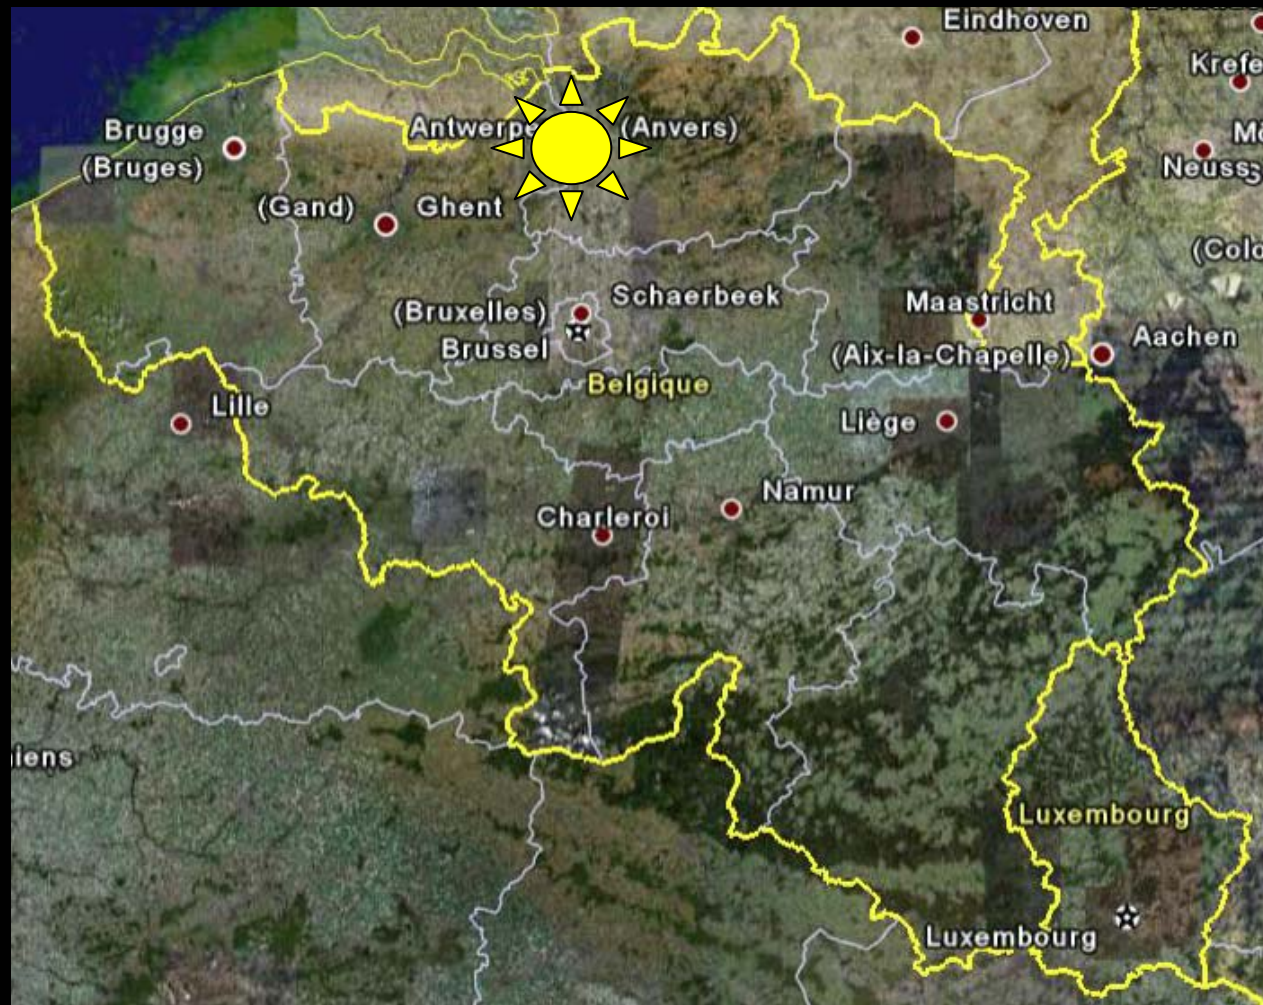 Eindhoven
Krefe
Brugge
(Bruges)
Antwerpe
(Anvers)
Neuss
(Gand)
Ghent
(Colo
(Bruxelles)
Schaerbeek
Brussel
Maastricht
(Aix-la-Chapelle)
Aachen
Belgique
Lille
Liège
Namur
Charleroi
iens
Luxembourg
Luxembourg